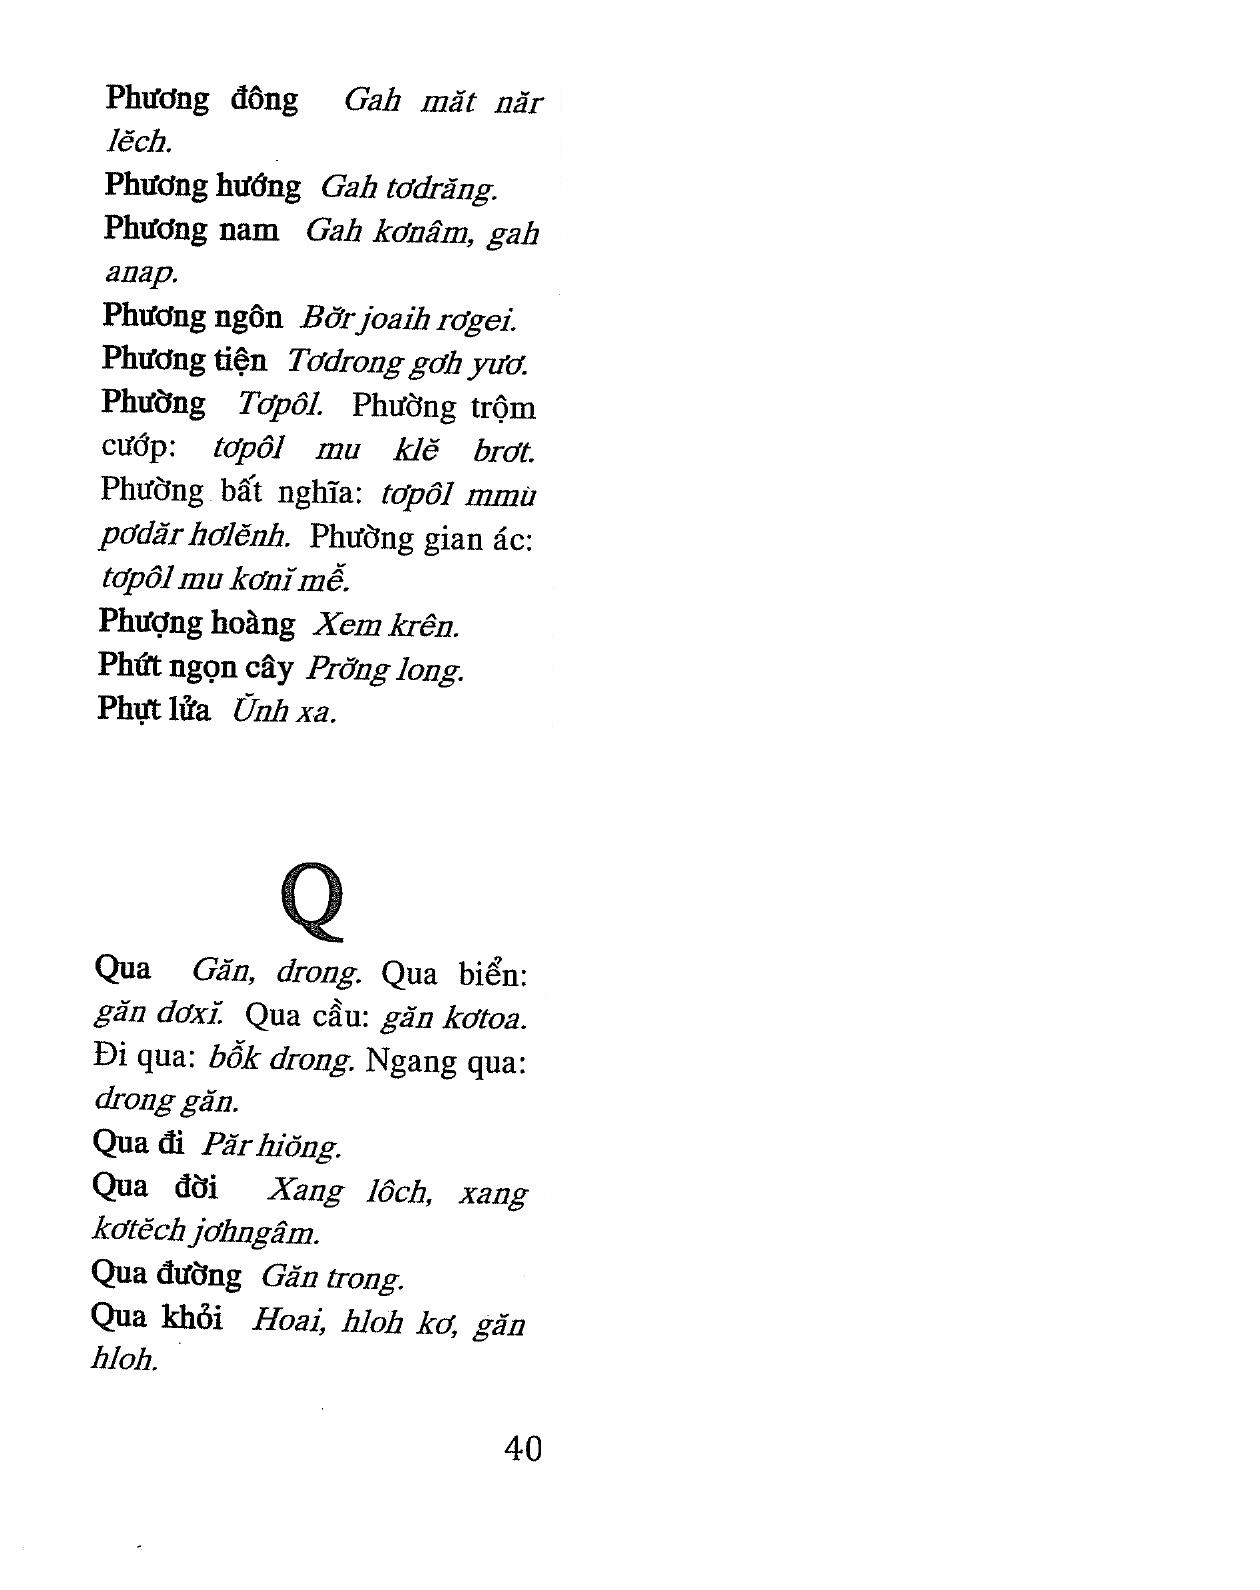 Phương đông Gah măt năr
lĕch.
Phương hướng Gah tơdrăng.
Phương nam Gah kơnâm, gah
anap.
Phương ngôn Bơ̆r joaih rơgei.
Phương tiện Tơdrong gơh yươ.
Phường Tơpôl. Phường trộm
cướp: tơpôl mu klĕ brơt.
Phường bất nghĩa: tơpôl mmù
pơdăr hơlĕnh. Phường gian ác:
tơpôl mu kơnĭ mê̆.
Phượng hoàng Xem krên.
Phứt ngọn cây Prơ̆ng long.
Phựt lửa Ŭnh xa.
Q
Qua Găn, drong. Qua biển:
găn dơxĭ. Qua cầu: găn kơtoa.
Đi qua: bô̆k drong. Ngang qua:
drong găn.
Qua đi Păr hiŏng.
Qua đời Xang lôch, xang
kơtĕch jơhngâm.
Qua đường Găn trong.
Qua khỏi Hoai, hloh kơ, găn
hloh.
40